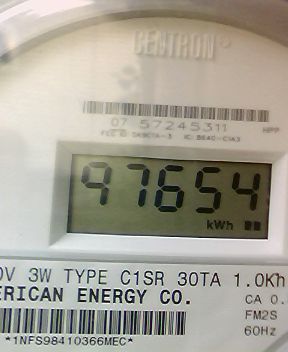 CENTRON®
07 57245311 HPP
97654
kWh
0V 3W TYPE C1SR 30TA 1.0Kh
ERICAN ENERGY CO. CA 0.
FM2S
*1NFS98410366MEC* 60Hz